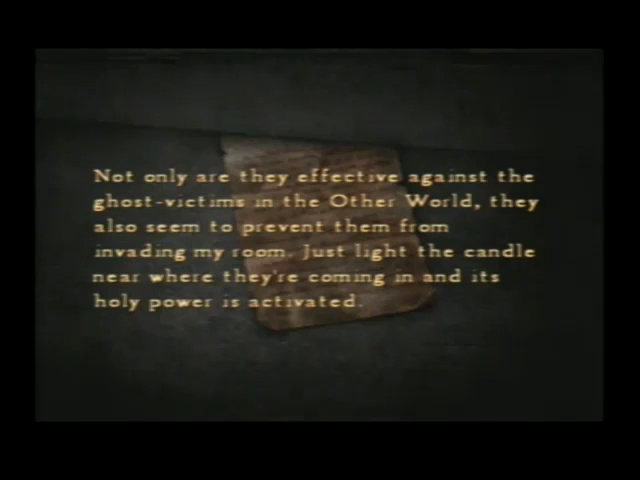 Not only are they effective against the
ghost-victims in the Other World, they
also seem to prevent them from
invading my room. Just light the candle
near where they're coming in and its
holy power is activated.